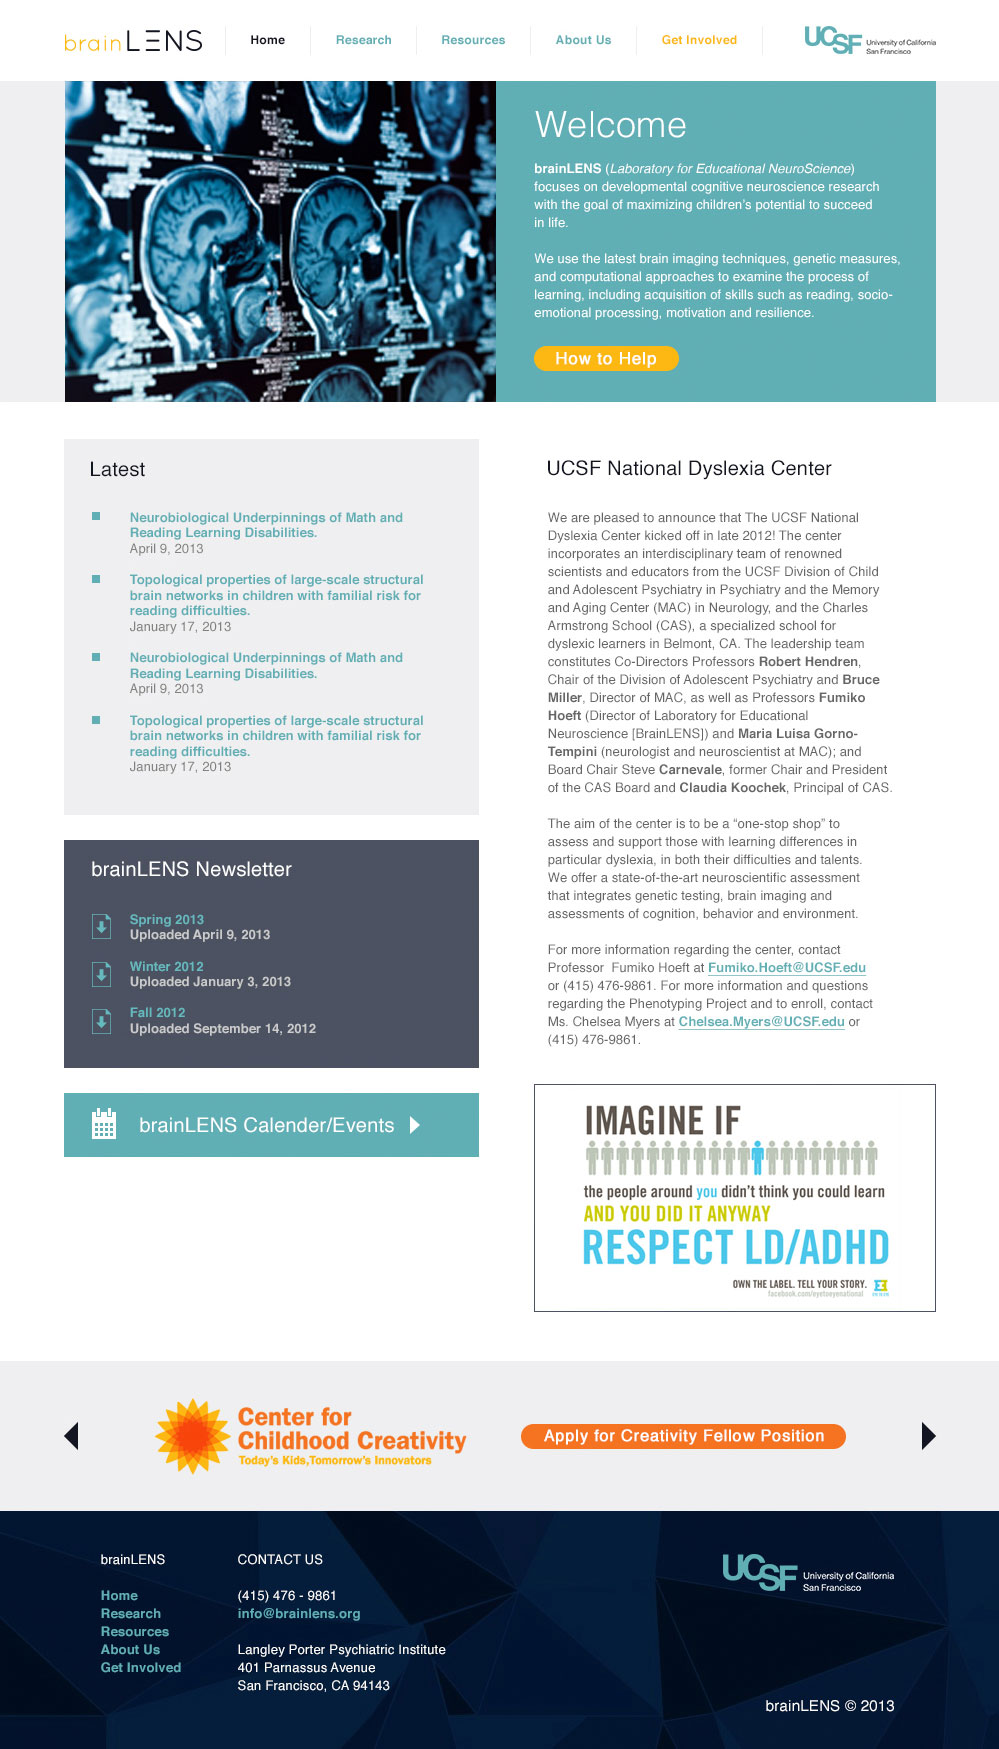 brainLENS
Home
Research
Resources
About Us
Get Involved
UCSF University of California
San Francisco
Welcome
brainLENS (Laboratory for Educational NeuroScience)
focuses on developmental cognitive neuroscience research
with the goal of maximizing children's potential to succeed
in life.
We use the latest brain imaging techniques, genetic measures,
and computational approaches to examine the process of
learning, including acquisition of skills such as reading, socio-
emotional processing, motivation and resilience.
How to Help
Latest
Neurobiological Underpinnings of Math and
Reading Learning Disabilities.
April 9, 2013
Topological properties of large-scale structural
brain networks in children with familial risk for
reading difficulties.
January 17, 2013
Neurobiological Underpinnings of Math and
Reading Learning Disabilities.
April 9, 2013
Topological properties of large-scale structural
brain networks in children with familial risk for
reading difficulties.
January 17, 2013
brainLENS Newsletter
Spring 2013
Uploaded April 9, 2013
Winter 2012
Uploaded January 3, 2013
Fall 2012
Uploaded September 14, 2012
brainLENS Calender/Events
UCSF National Dyslexia Center
We are pleased to announce that The UCSF National
Dyslexia Center kicked off in late 2012! The center
incorporates an interdisciplinary team of renowned
scientists and educators from the UCSF Division of Child
and Adolescent Psychiatry in Psychiatry and the Memory
and Aging Center (MAC) in Neurology, and the Charles
Armstrong School (CAS), a specialized school for
dyslexic learners in Belmont, CA. The leadership team
constitutes Co-Directors Professors Robert Hendren,
Chair of the Division of Adolescent Psychiatry and Bruce
Miller, Director of MAC, as well as Professors Fumiko
Hoeft (Director of Laboratory for Educational
Neuroscience [BrainLENS]) and Maria Luisa Gorno-
Tempini (neurologist and neuroscientist at MAC); and
Board Chair Steve Carnevale, former Chair and President
of the CAS Board and Claudia Koochek, Principal of CAS.
The aim of the center is to be a “one-stop shop” to
assess and support those with learning differences in
particular dyslexia, in both their difficulties and talents.
We offer a state-of-the-art neuroscientific assessment
that integrates genetic testing, brain imaging and
assessments of cognition, behavior and environment.
For more information regarding the center, contact
Professor Fumiko Hoeft at Fumiko.Hoeft@UCSF.edu
or (415) 476-9861. For more information and questions
regarding the Phenotyping Project and to enroll, contact
Ms. Chelsea Myers at Chelsea.Myers@UCSF.edu or
(415) 476-9861.
IMAGINE IF
the people around you didn't think you could learn
AND YOU DID IT ANYWAY
RESPECT LD/ADHD
OWN THE LABEL. TELL YOUR STORY.
facebook.com/eyetoeyenational
Center for
Childhood Creativity
Today's Kids,Tomorrow's Innovators
Apply for Creativity Fellow Position
brainLENS
Home
Research
Resources
About Us
Get Involved
CONTACT US
(415) 476 - 9861
info@brainlens.org
Langley Porter Psychiatric Institute
401 Parnassus Avenue
San Francisco, CA 94143
UCSF University of California
San Francisco
brainLENS © 2013